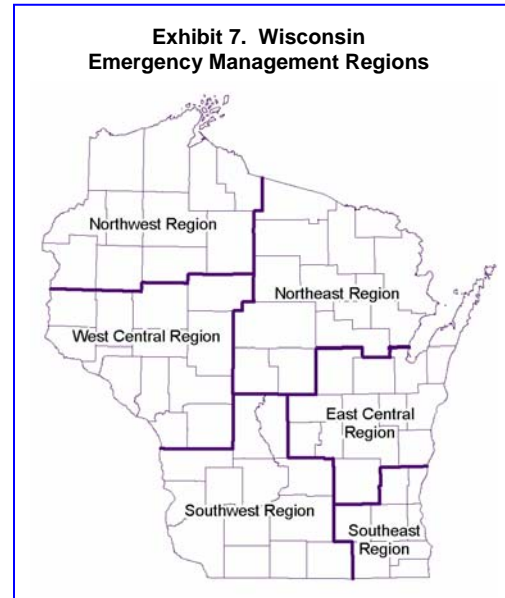 Exhibit 7. Wisconsin
Emergency Management Regions
Northwest Region
Northeast Region
West Central Region
East Central
Region
Southwest Region
Southeast
Region